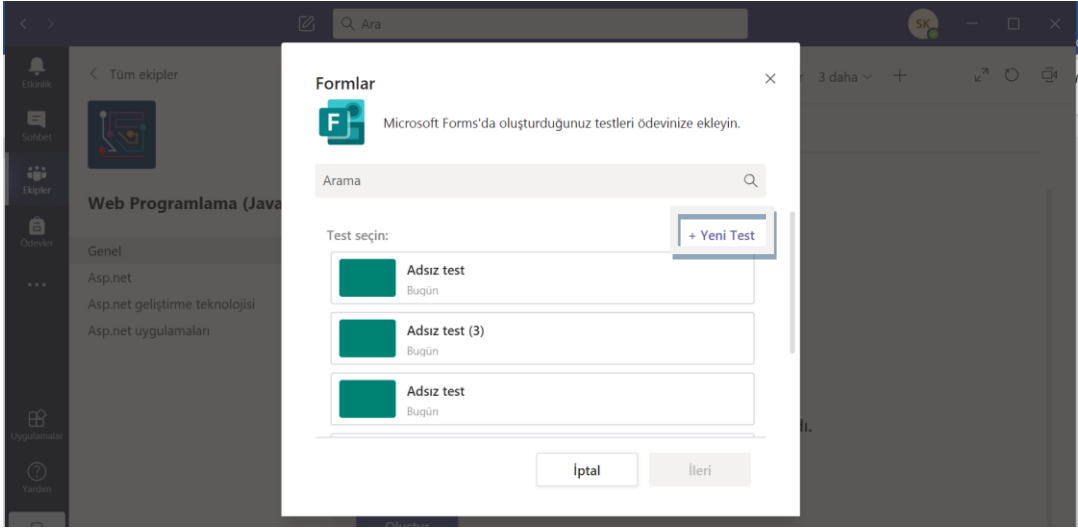 Ara
SK
Etkinlik
Sohbet
Ekipler
Ödevler
Uygulamalar
Yardım
Tüm ekipler
Web Programlama (Java
Genel
Asp.net
Asp.net geliştirme teknolojisi
Asp.net uygulamaları
3 daha
Formlar
F
Microsoft Forms'da oluşturduğunuz testleri ödevinize ekleyin.
Arama
Test seçin:
+ Yeni Test
Adsız test
Bugün
Adsız test (3)
Bugün
Adsız test
Bugün
İptal
İleri
dı.
Oluştur